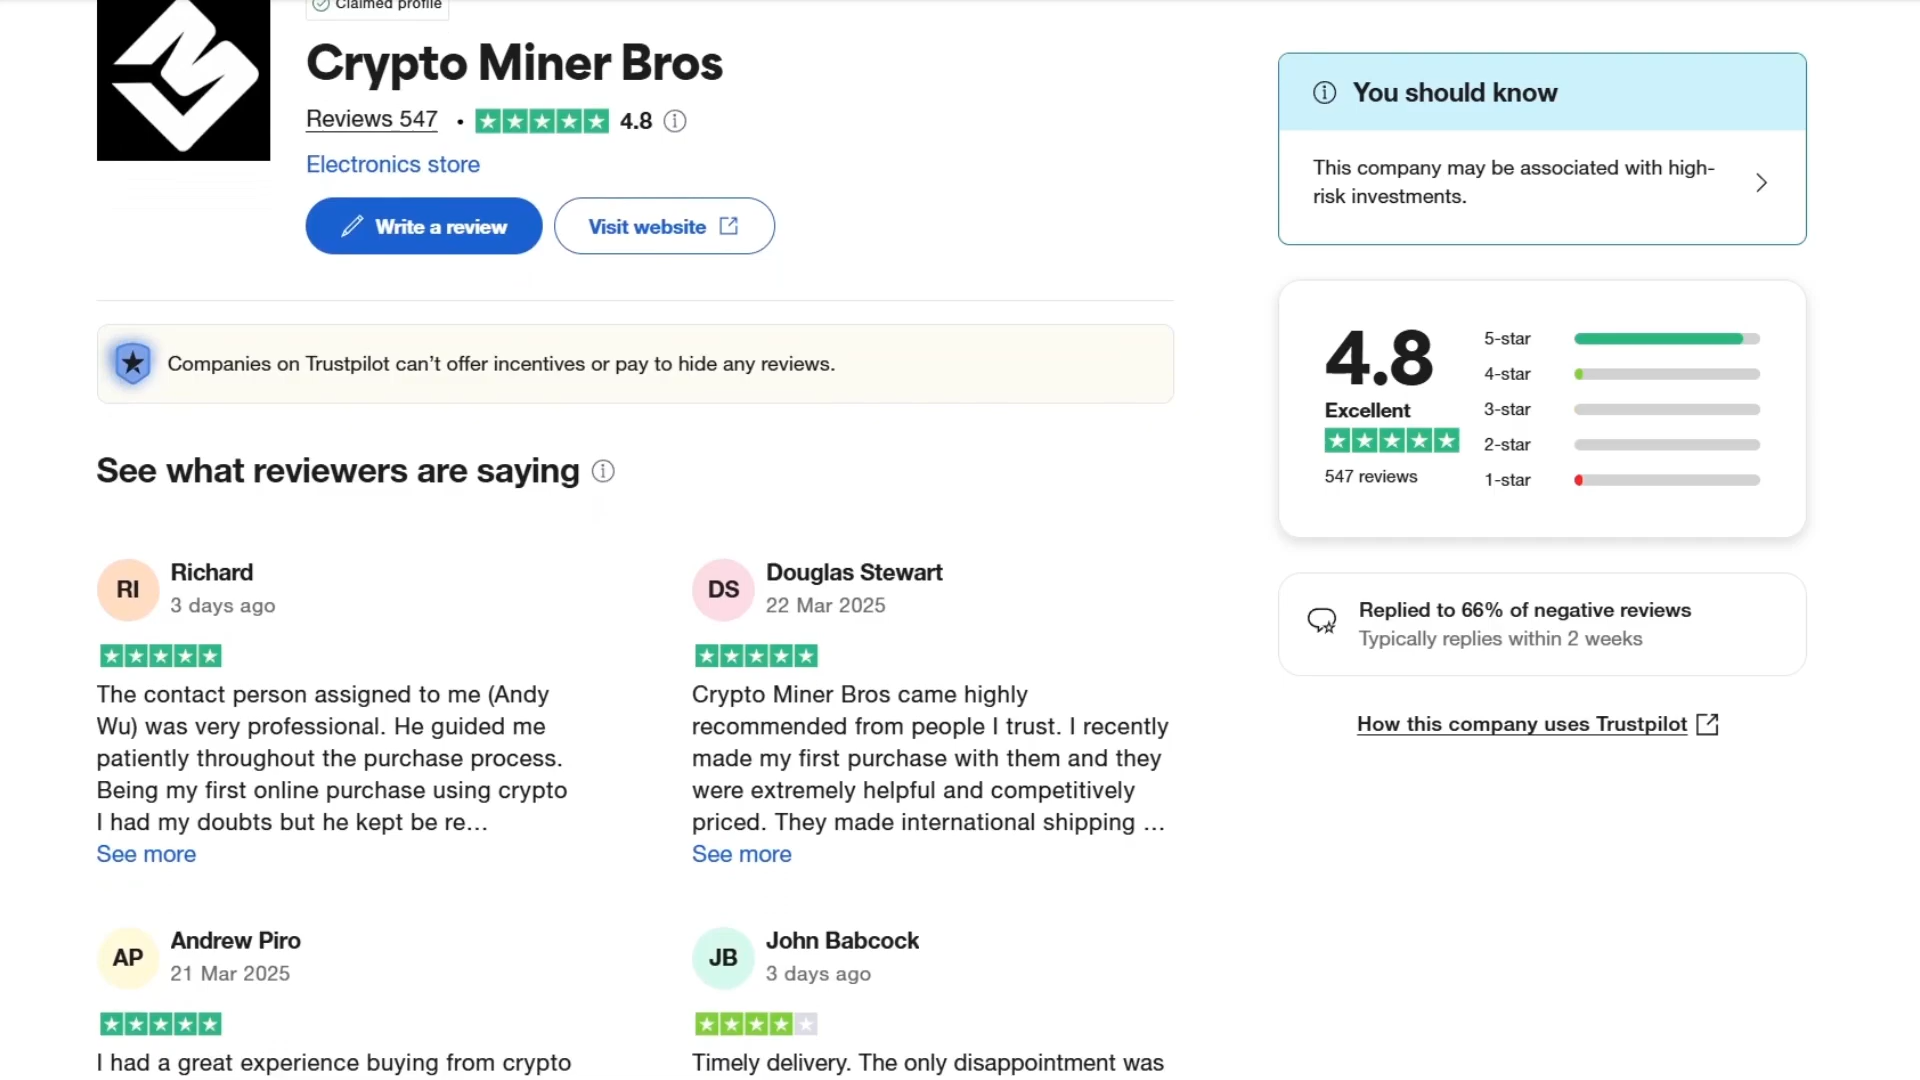 Claimed profile
Crypto Miner Bros
Reviews 547 • 4.8
Electronics store
Write a review
Visit website
Companies on Trustpilot can’t offer incentives or pay to hide any reviews.
See what reviewers are saying
RI
Richard
3 days ago
The contact person assigned to me (Andy
Wu) was very professional. He guided me
patiently throughout the purchase process.
Being my first online purchase using crypto
I had my doubts but he kept be re…
See more
DS
Douglas Stewart
22 Mar 2025
Crypto Miner Bros came highly
recommended from people I trust. I recently
made my first purchase with them and they
were extremely helpful and competitively
priced. They made international shipping …
See more
AP
Andrew Piro
21 Mar 2025
I had a great experience buying from crypto
JB
John Babcock
3 days ago
Timely delivery. The only disappointment was
You should know
This company may be associated with high-
risk investments.
4.8
Excellent
547 reviews
5-star
4-star
3-star
2-star
1-star
Replied to 66% of negative reviews
Typically replies within 2 weeks
How this company uses Trustpilot